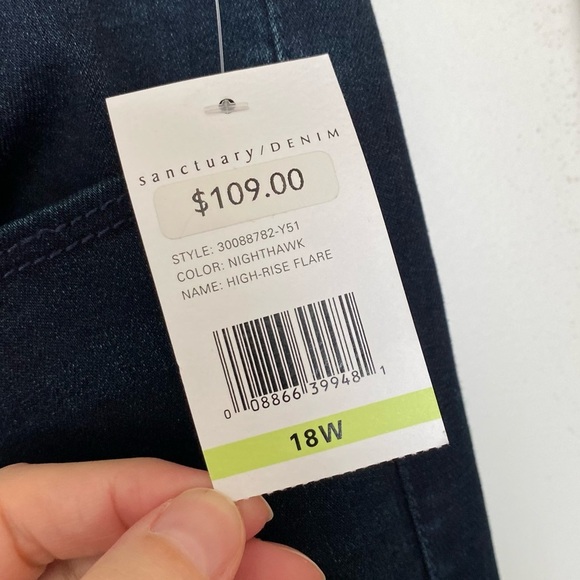 sanctuary/DENIM
$109.00
STYLE: 30088782-Y51
COLOR: NIGHTHAWK
NAME: HIGH-RISE FLARE
0 08866 39948 1
18W